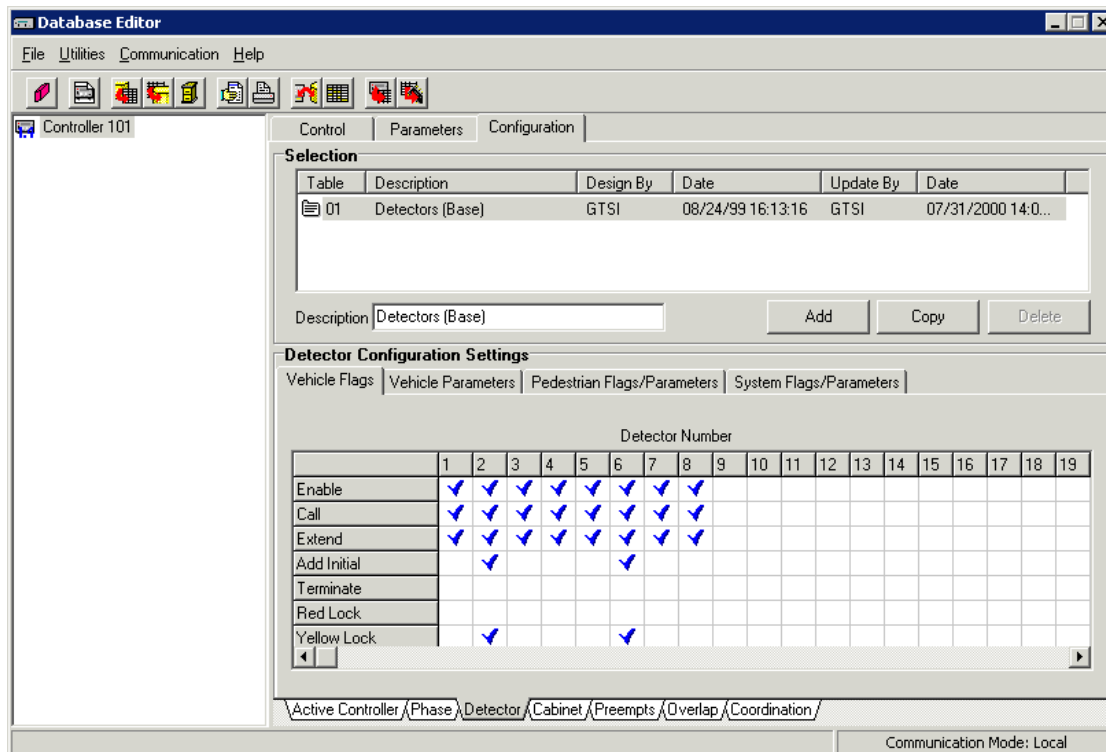 Database Editor
File Utilities Communication Help
Controller 101
Control Parameters Configuration
Selection
Table Description Design By Date Update By Date
01 Detectors (Base) GTSI 08/24/99 16:13:16 GTSI 07/31/2000 14:0...
Description Detectors (Base) Add Copy Delete
Detector Configuration Settings
Vehicle Flags Vehicle Parameters Pedestrian Flags/Parameters System Flags/Parameters
Detector Number
1 2 3 4 5 6 7 8 9 10 11 12 13 14 15 16 17 18 19
Enable
Call
Extend
Add Initial
Terminate
Red Lock
Yellow Lock
Active Controller Phase Detector Cabinet Preempts Overlap Coordination
Communication Mode: Local